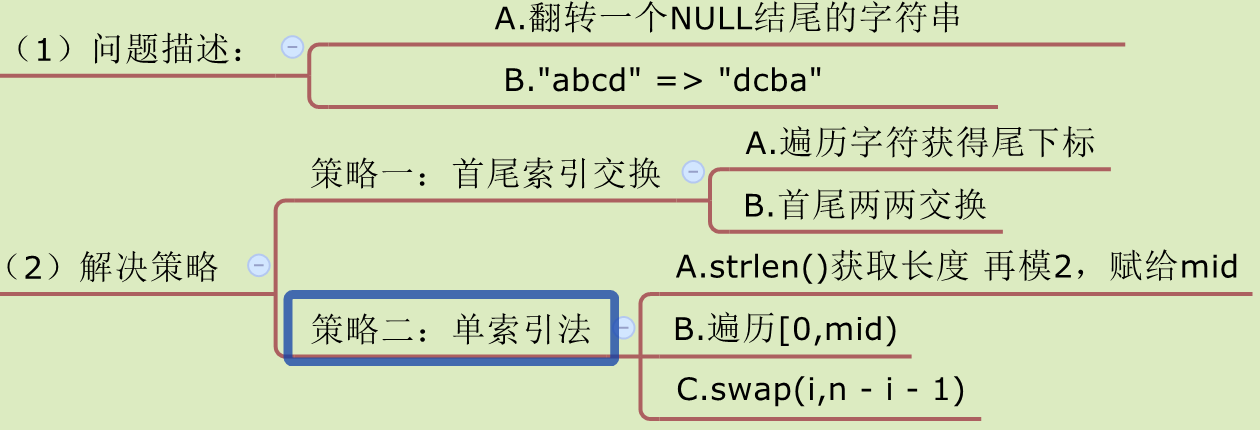 （1）问题描述：
A.翻转一个NULL结尾的字符串
B."abcd" => "dcba"
（2）解决策略
策略一：首尾索引交换
A.遍历字符获得尾下标
B.首尾两两交换
策略二：单索引法
A.strlen()获取长度 再模2，赋给mid
B.遍历[0,mid)
C.swap(i,n - i - 1)